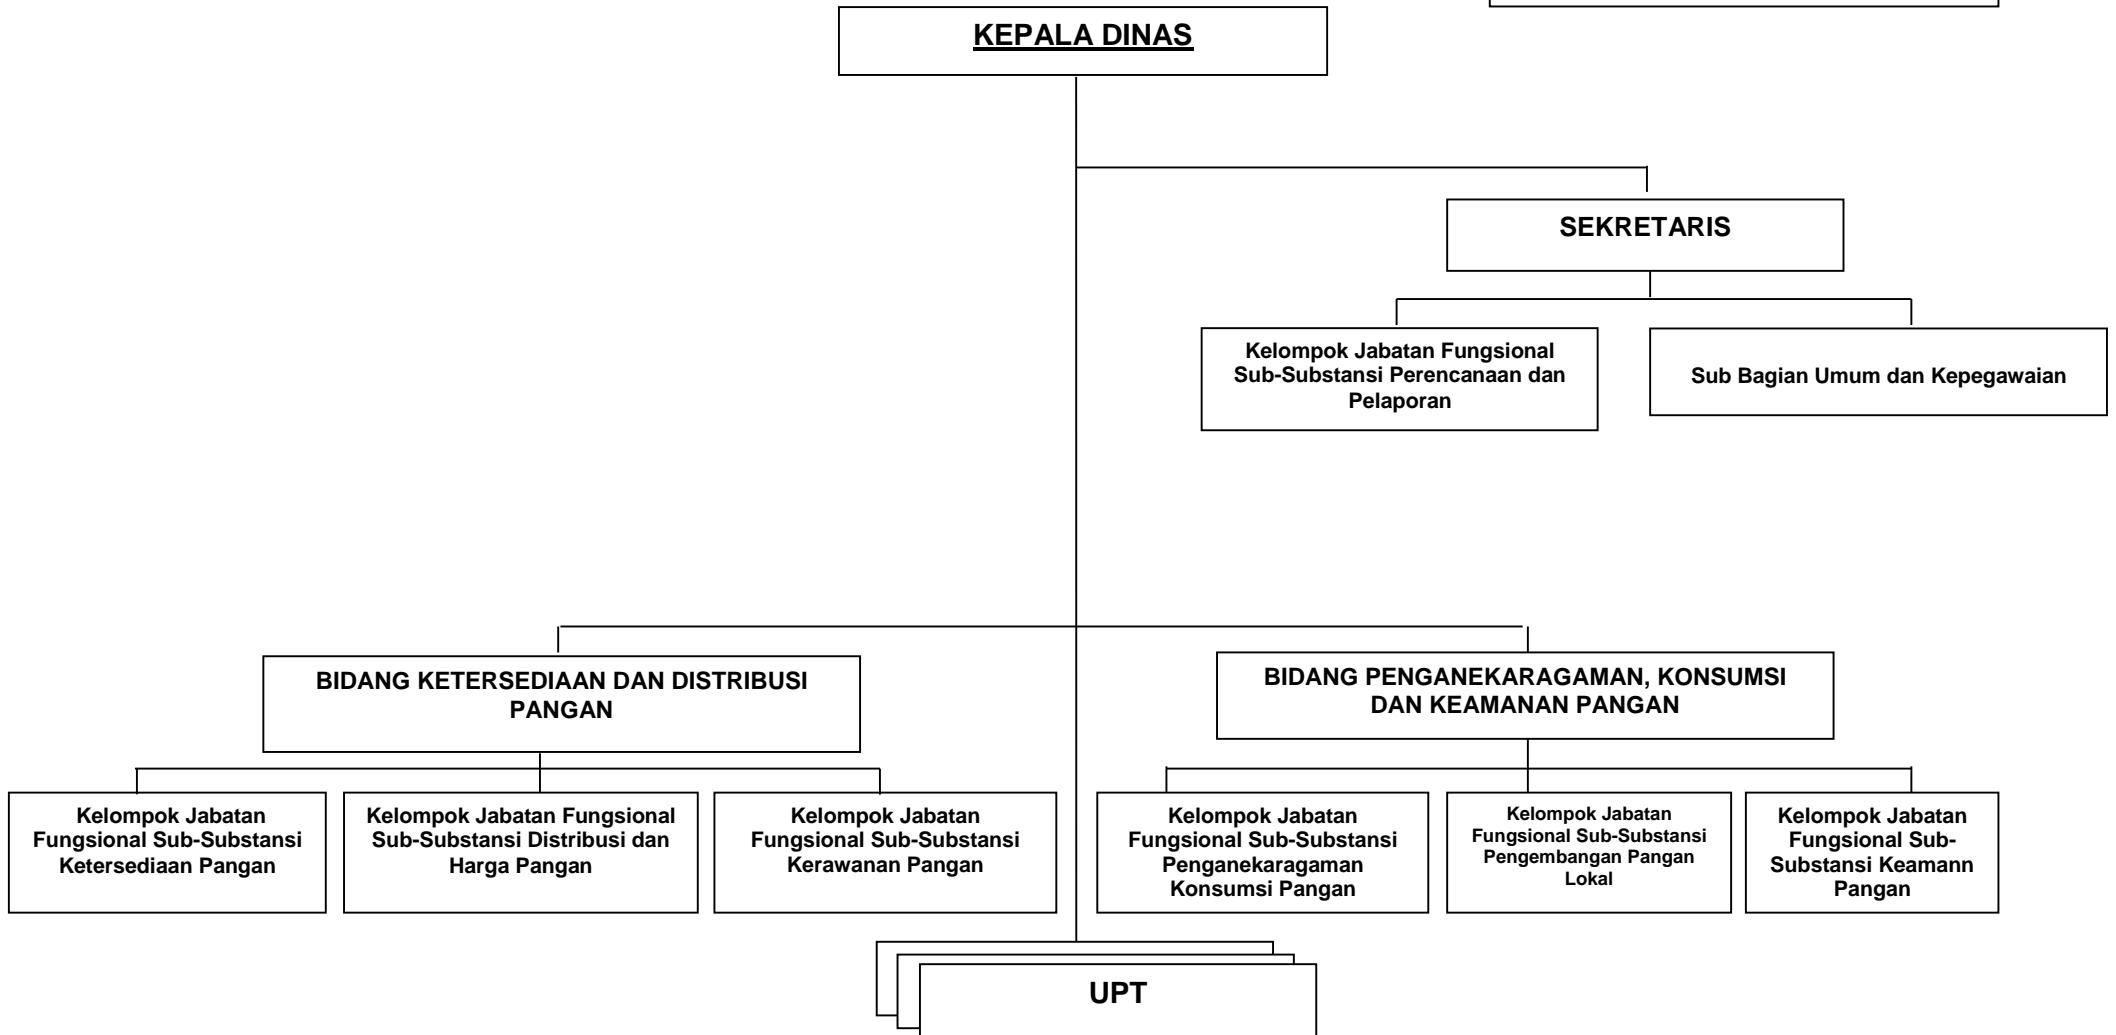 KEPALA DINAS
SEKRETARIS
Kelompok Jabatan Fungsional
Sub-Substansi Perencanaan dan
Pelaporan
Sub Bagian Umum dan Kepegawaian
BIDANG KETERSEDIAAN DAN DISTRIBUSI
PANGAN
BIDANG PENGANEKARAGAMAN, KONSUMSI
DAN KEAMANAN PANGAN
Kelompok Jabatan
Fungsional Sub-Substansi
Ketersediaan Pangan
Kelompok Jabatan Fungsional
Sub-Substansi Distribusi dan
Harga Pangan
Kelompok Jabatan
Fungsional Sub-Substansi
Kerawanan Pangan
Kelompok Jabatan
Fungsional Sub-Substansi
Penganekaragaman
Konsumsi Pangan
Kelompok Jabatan
Fungsional Sub-Substansi
Pengembangan Pangan
Lokal
Kelompok Jabatan
Fungsional Sub-
Substansi Keamann
Pangan
UPT